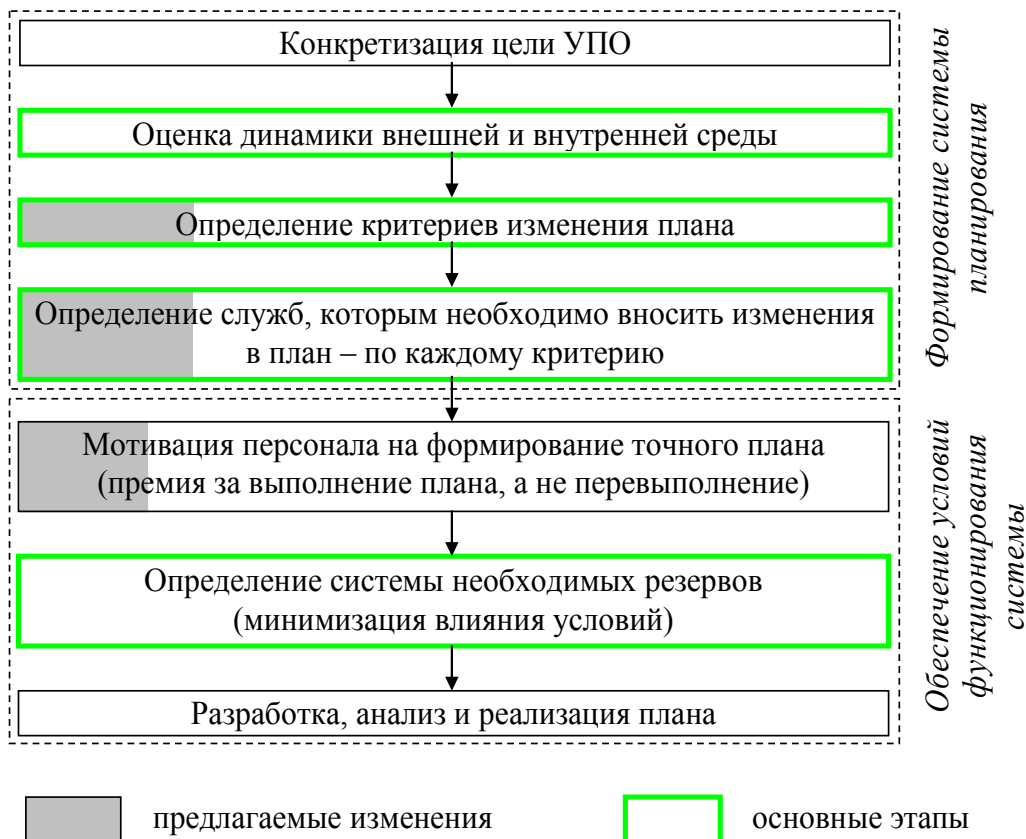 Конкретизация цели УПО
Оценка динамики внешней и внутренней среды
Определение критериев изменения плана
Определение служб, которым необходимо вносить изменения
в план – по каждому критерию
Формирование системы
планирования
Мотивация персонала на формирование точного плана
(премия за выполнение плана, а не перевыполнение)
Определение системы необходимых резервов
(минимизация влияния условий)
Разработка, анализ и реализация плана
Обеспечение условий
функционирования
системы
предлагаемые изменения
основные этапы